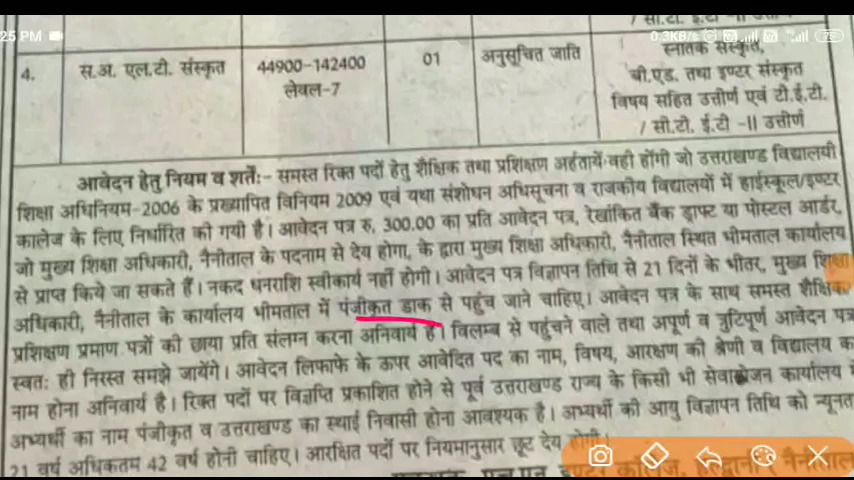 / सी.टी. ई.टी -II उत्तीर्ण
25 PM
0.3KB/s
4. स.अ. एल.टी. संस्कृत 44900-142400 01 अनुसूचित जाति स्नातक संस्कृत,
लेवल-7 बी.एड. तथा इण्टर संस्कृत
विषय सहित उत्तीर्ण एवं टी.ई.टी.
/ सी.टी. ई.टी -II उत्तीर्ण
आवेदन हेतु नियम व शर्तें:- समस्त रिक्त पदों हेतु शैक्षिक तथा प्रशिक्षण अर्हतायें वही होंगी जो उत्तराखण्ड विद्यालयी
शिक्षा अधिनियम-2006 के प्रख्यापित विनियम 2009 एवं यथा संशोधन अधिसूचना व राजकीय विद्यालयों में हाईस्कूल/इण्टर
कालेज के लिए निर्धारित की गयी है। आवेदन पत्र रु. 300.00 का प्रति आवेदन पत्र, रेखांकित बैंक ड्राफ्ट या पोस्टल आर्डर,
जो मुख्य शिक्षा अधिकारी, नैनीताल के पदनाम से देय होगा, के द्वारा मुख्य शिक्षा अधिकारी, नैनीताल स्थित भीमताल कार्यालय
से प्राप्त किये जा सकते हैं। नकद धनराशि स्वीकार्य नहीं होगी। आवेदन पत्र विज्ञापन तिथि से 21 दिनों के भीतर, मुख्य शिक्षा
अधिकारी, नैनीताल के कार्यालय भीमताल में पंजीकृत डाक से पहुंच जाने चाहिए। आवेदन पत्र के साथ समस्त शैक्षिक
प्रशिक्षण प्रमाण पत्रों की छाया प्रति संलग्न करना अनिवार्य है। विलम्ब से पहुंचने वाले तथा अपूर्ण व त्रुटिपूर्ण आवेदन पत्र
स्वतः ही निरस्त समझे जायेंगे। आवेदन लिफाफे के ऊपर आवेदित पद का नाम, विषय, आरक्षण की श्रेणी व विद्यालय क
नाम होना अनिवार्य है। रिक्त पदों पर विज्ञप्ति प्रकाशित होने से पूर्व उत्तराखण्ड राज्य के किसी भी सेवायोजन कार्यालय
अभ्यर्थी का नाम पंजीकृत व उत्तराखण्ड का स्थाई निवासी होना आवश्यक है। अभ्यर्थी की आयु विज्ञापन तिथि को न्यूनत
21 वर्ष अधिकतम 42 वर्ष होनी चाहिए। आरक्षित पदों पर नियमानुसार छूट देय होगी।